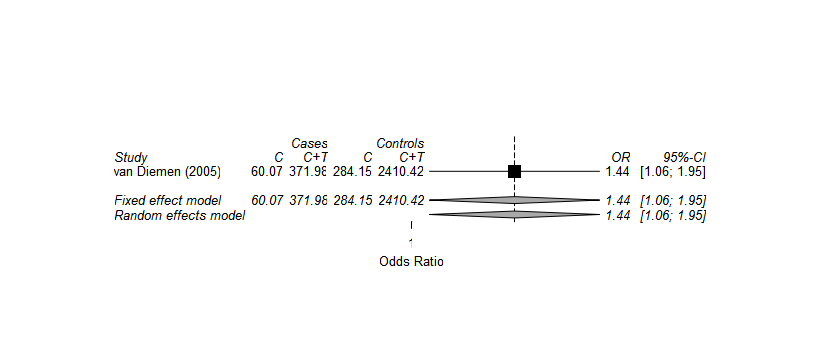 Cases Controls
Study C C+T C C+T OR 95%-CI
van Diemen (2005) 60.07 371.98 284.15 2410.42 1.44 [1.06; 1.95]
Fixed effect model 60.07 371.98 284.15 2410.42 1.44 [1.06; 1.95]
Random effects model 1.44 [1.06; 1.95]
1
Odds Ratio